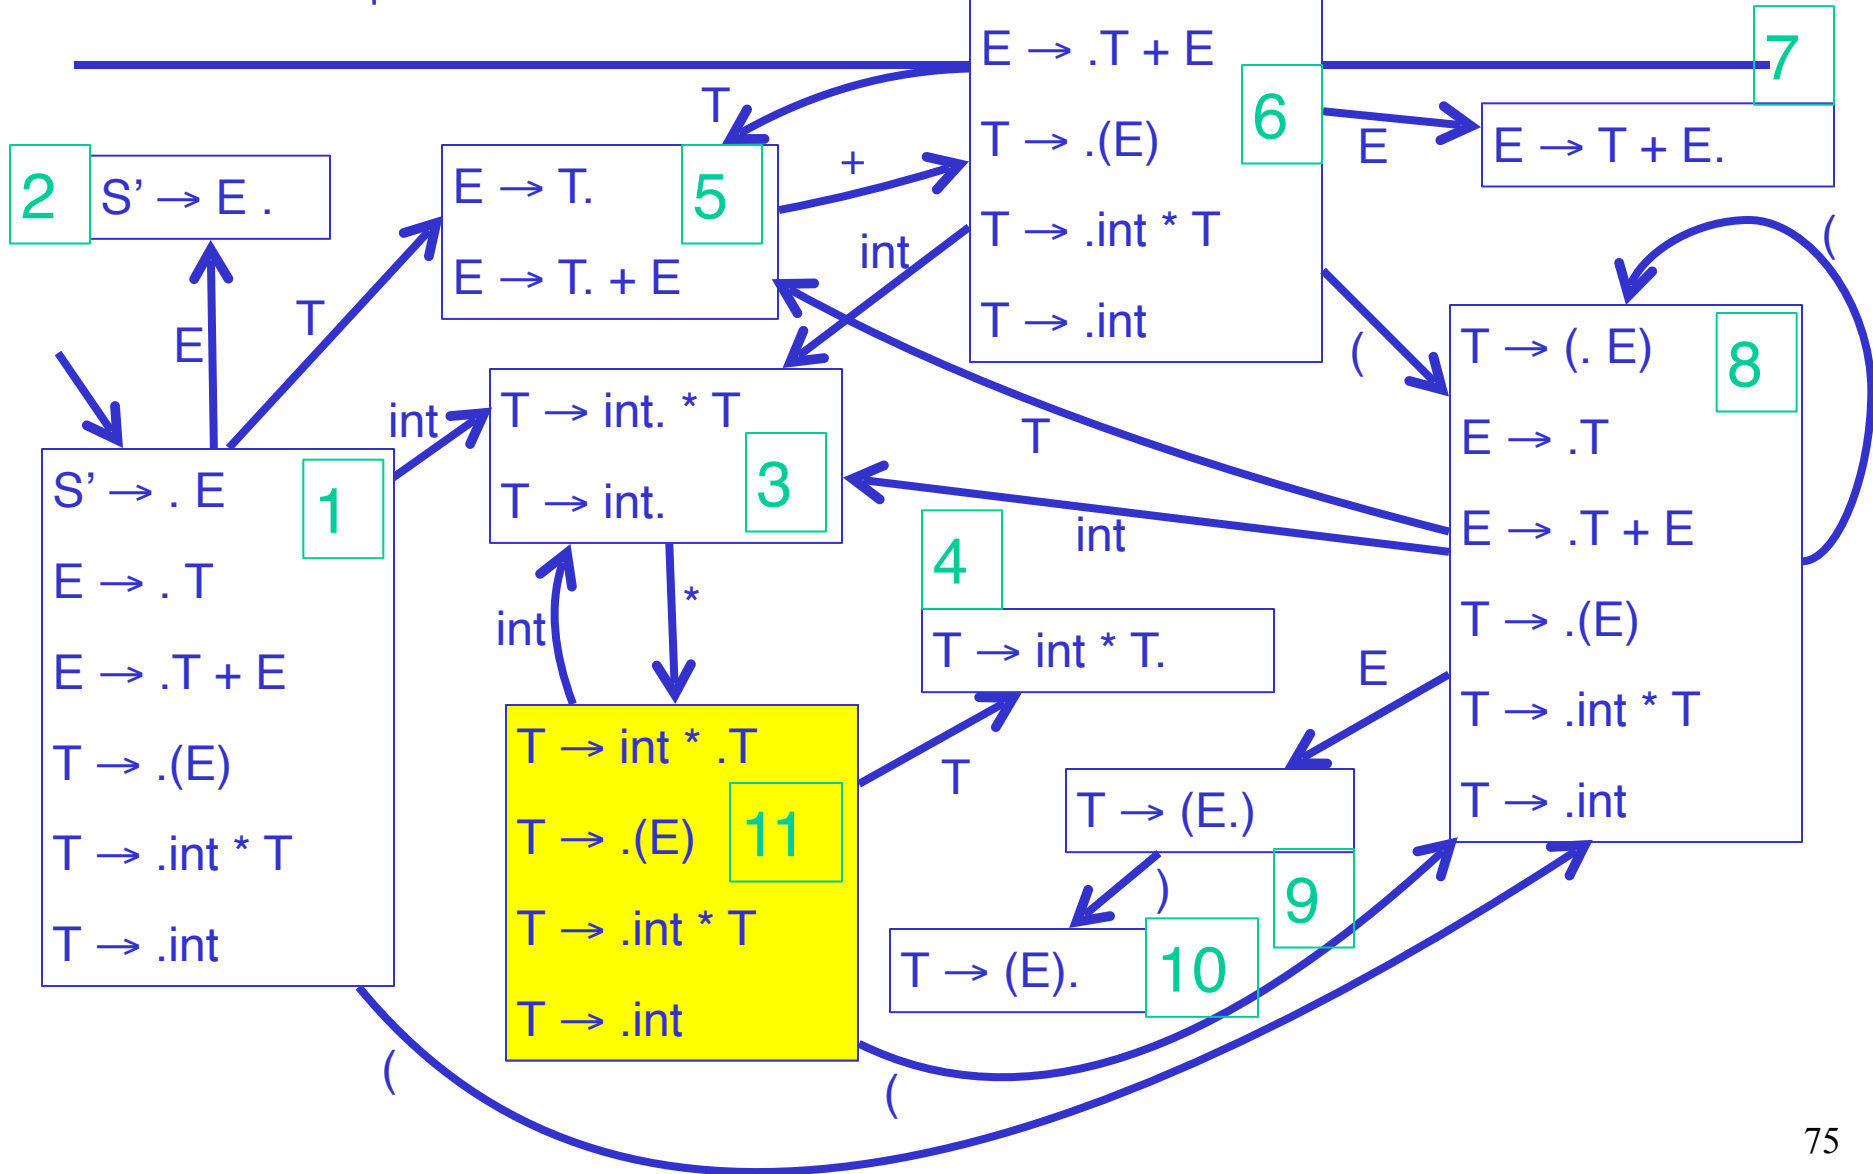 E → .T + E
T → .(E)
T → .int * T
T → .int
6
7
E → T + E.
E
T
+
2
S' → E .
E → T.
E → T. + E
5
int
(
(
E
T
int
T → int. * T
T → int.
3
T
int
T → (. E)
E → .T
E → .T + E
T → .(E)
T → .int * T
T → .int
8
S' → . E
E → . T
E → .T + E
T → .(E)
T → .int * T
T → .int
1
int
*
4
T → int * T.
E
T → int * .T
T → .(E)
T → .int * T
T → .int
11
T
T → (E.)
9
)
T → (E).
10
(
(
75